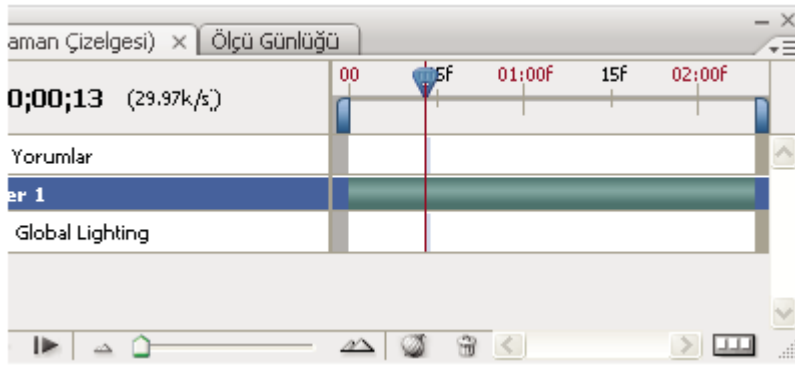 aman Çizelgesi) × Ölçü Günlüğü
00 15f 01:00f 15f 02:00f
0;00;13 (29.97k/s)
Yorumlar
er 1
Global Lighting